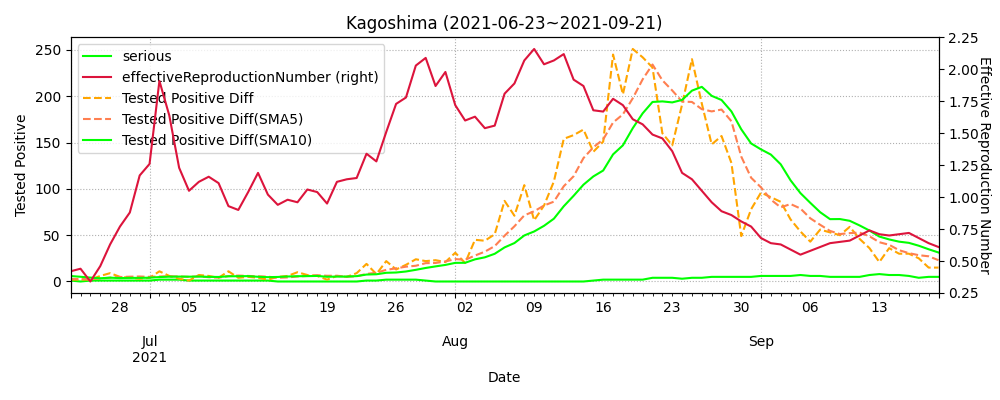 Kagoshima (2021-06-23~2021-09-21)
serious
effectiveReproductionNumber (right)
Tested Positive Diff
Tested Positive Diff(SMA5)
Tested Positive Diff(SMA10)
Tested Positive
250
200
150
100
50
0
2.25
2.00
1.75
1.50
1.25
1.00
0.75
0.50
0.25
Effective Reproduction Number
28 05 12 19 26 02 09 16 23 30 06 13
Jul Aug Sep
2021
Date